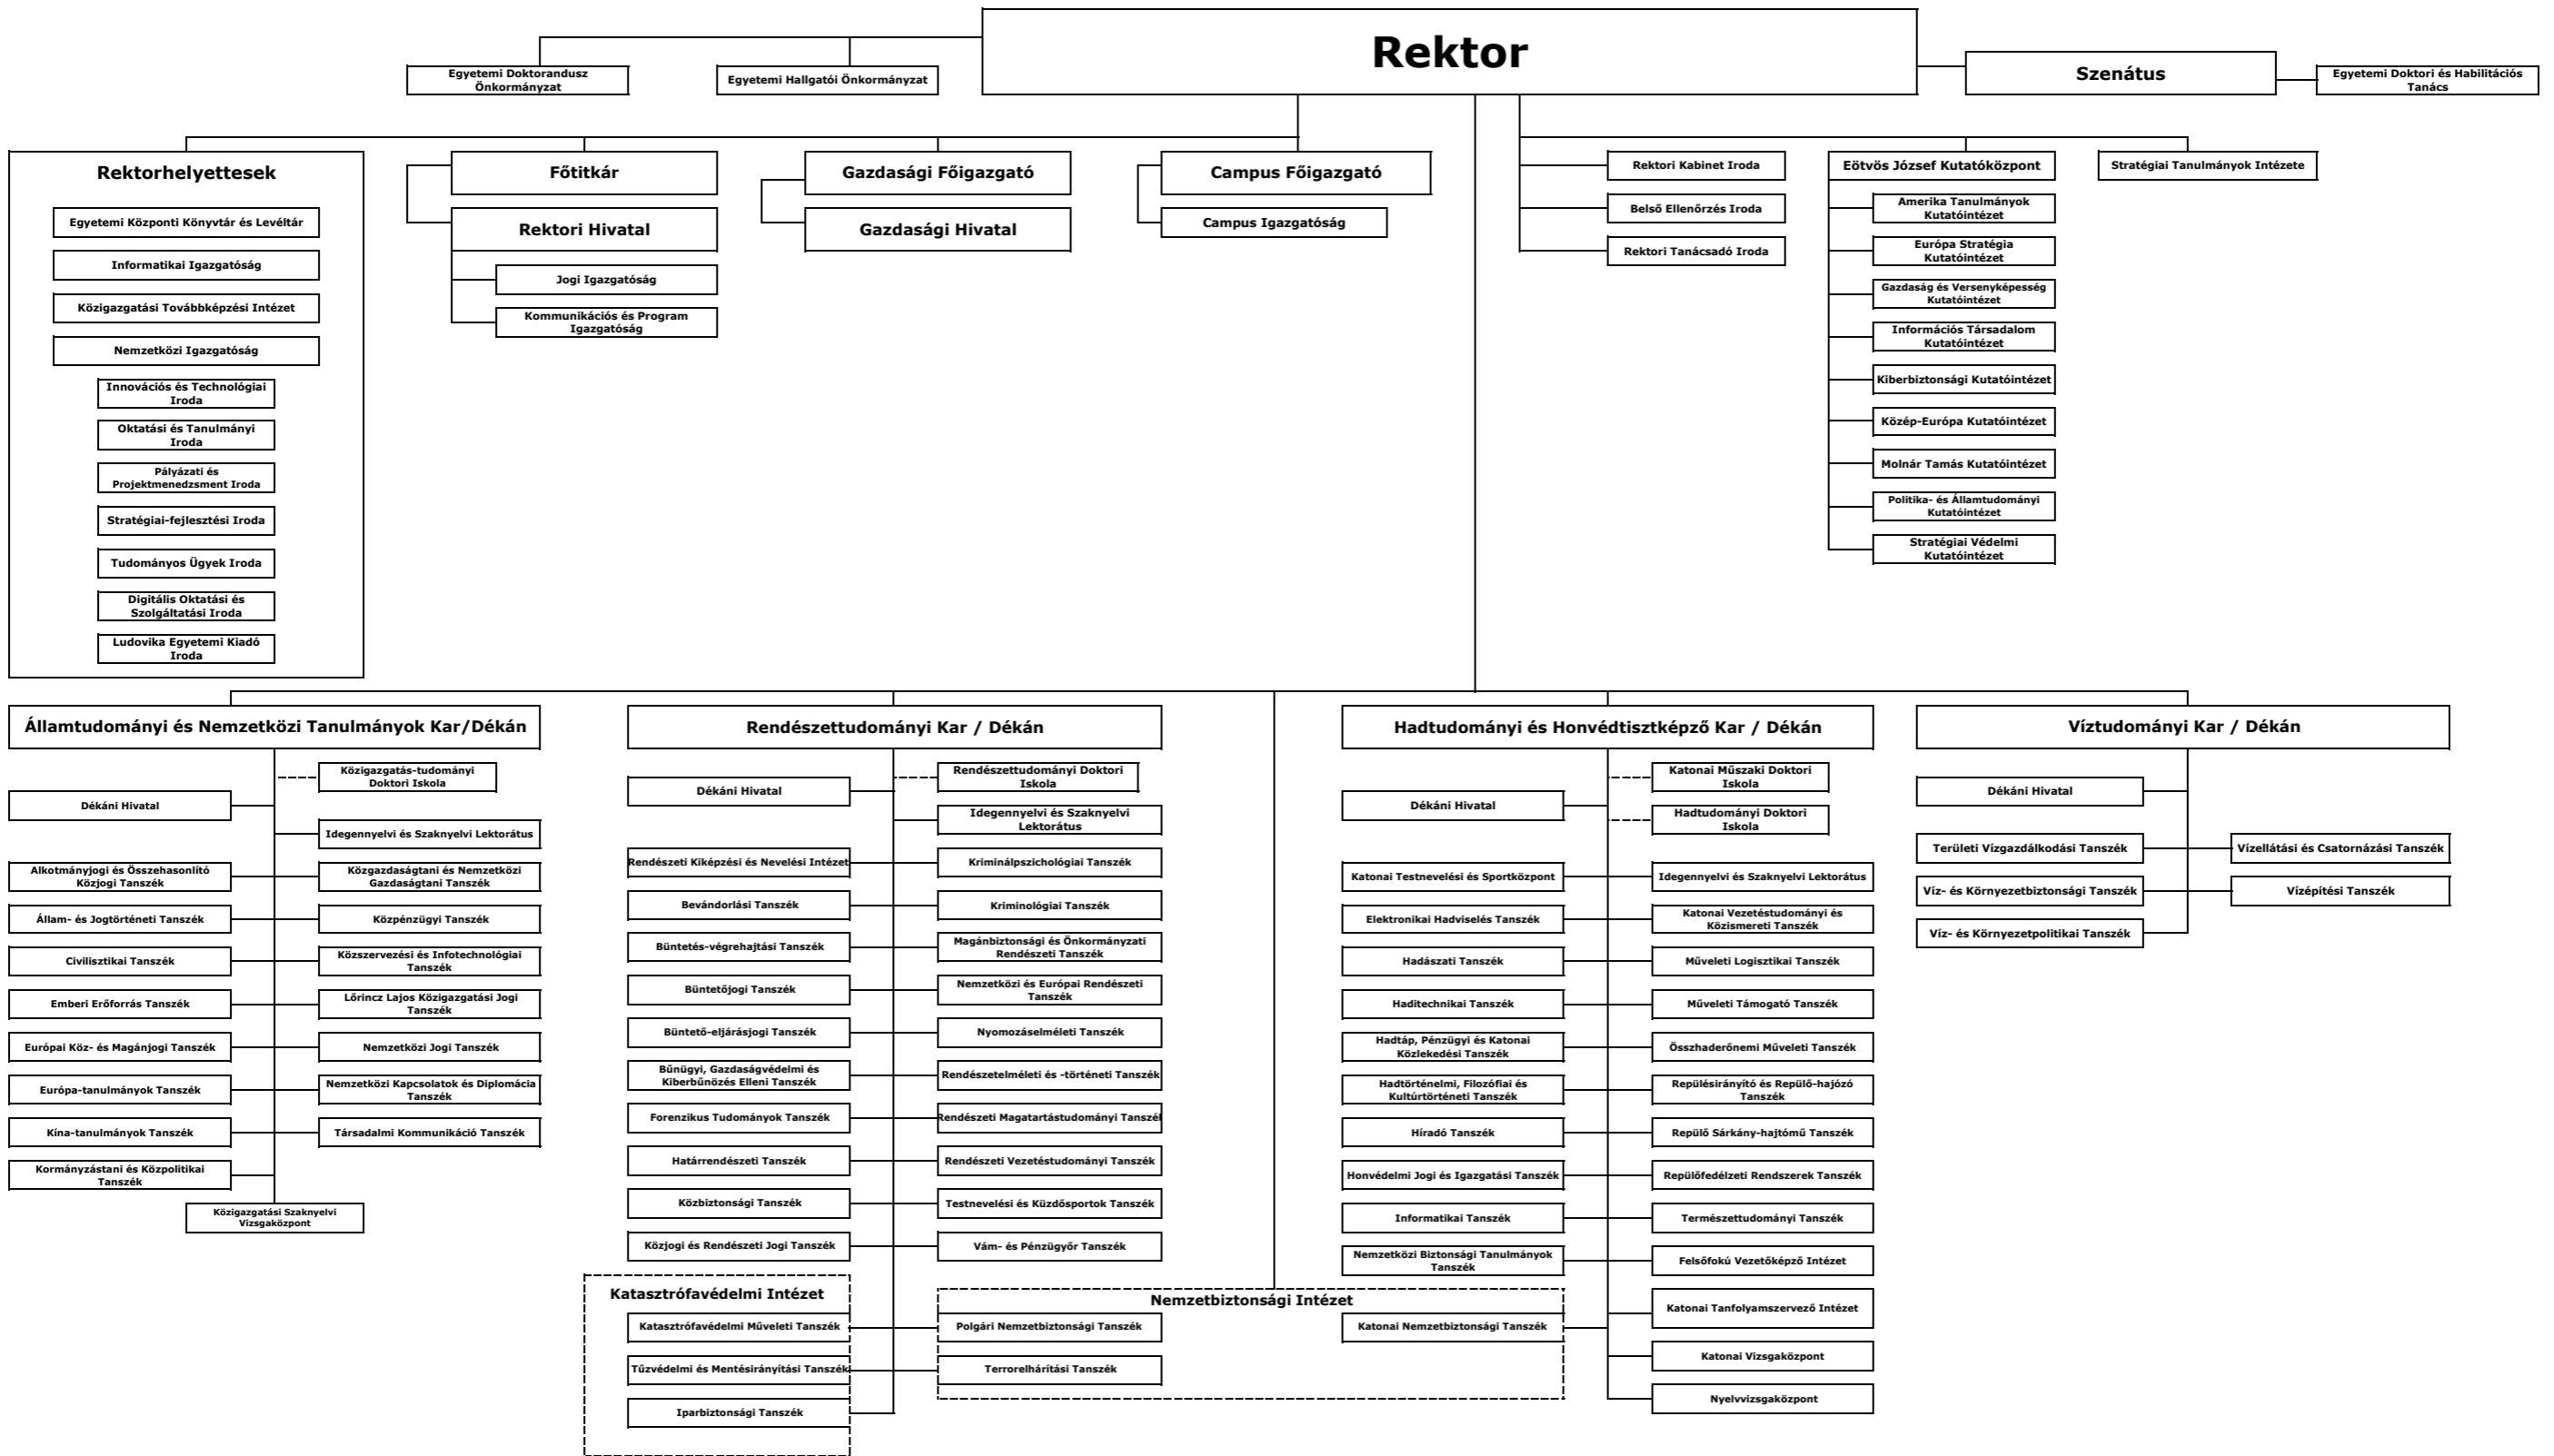 Rektor
Egyetemi Doktorandusz
Önkormányzat
Egyetemi Hallgatói Önkormányzat
Szenátus
Egyetemi Doktori és Habilitációs
Tanács
Rektorhelyettesek
Egyetemi Központi Könyvtár és Levéltár
Informatikai Igazgatóság
Közigazgatási Továbbképzési Intézet
Nemzetközi Igazgatóság
Innovációs és Technológiai
Iroda
Oktatási és Tanulmányi
Iroda
Pályázati és
Projektmenedzsment Iroda
Stratégiai-fejlesztési Iroda
Tudományos Ügyek Iroda
Digitális Oktatási és
Szolgáltatási Iroda
Ludovika Egyetemi Kiadó
Iroda
Főtitkár
Rektori Hivatal
Jogi Igazgatóság
Kommunikációs és Program
Igazgatóság
Gazdasági Főigazgató
Gazdasági Hivatal
Campus Főigazgató
Campus Igazgatóság
Rektori Kabinet Iroda
Belső Ellenőrzés Iroda
Rektori Tanácsadó Iroda
Eötvös József Kutatóközpont
Amerika Tanulmányok
Kutatóintézet
Európa Stratégia
Kutatóintézet
Gazdaság és Versenyképesség
Kutatóintézet
Információs Társadalom
Kutatóintézet
Kiberbiztonsági Kutatóintézet
Közép-Európa Kutatóintézet
Molnár Tamás Kutatóintézet
Politika- és Államtudományi
Kutatóintézet
Stratégiai Védelmi
Kutatóintézet
Stratégiai Tanulmányok Intézete
Államtudományi és Nemzetközi Tanulmányok Kar/Dékán
Közigazgatás-tudományi
Doktori Iskola
Dékáni Hivatal
Idegennyelvi és Szaknyelvi Lektorátus
Alkotmányjogi és Összehasonlító
Közjogi Tanszék
Közgazdaságtani és Nemzetközi
Gazdaságtani Tanszék
Állam- és Jogtörténeti Tanszék
Közpénzügyi Tanszék
Civilisztikai Tanszék
Közszervezési és Infotechnológiai
Tanszék
Emberi Erőforrás Tanszék
Lőrincz Lajos Közigazgatási Jogi
Tanszék
Európai Köz- és Magánjogi Tanszék
Nemzetközi Jogi Tanszék
Európa-tanulmányok Tanszék
Nemzetközi Kapcsolatok és Diplomácia
Tanszék
Kína-tanulmányok Tanszék
Társadalmi Kommunikáció Tanszék
Kormányzástani és Közpolitikai
Tanszék
Közigazgatási Szaknyelvi
Vizsgaközpont
Rendészettudományi Kar / Dékán
Rendészettudományi Doktori
Iskola
Dékáni Hivatal
Idegennyelvi és Szaknyelvi
Lektorátus
Rendészeti Kiképzési és Nevelési Intézet
Kriminálpszichológiai Tanszék
Bevándorlási Tanszék
Kriminológiai Tanszék
Büntetés-végrehajtási Tanszék
Magánbiztonsági és Önkormányzati
Rendészeti Tanszék
Büntetőjogi Tanszék
Nemzetközi és Európai Rendészeti
Tanszék
Büntető-eljárásjogi Tanszék
Nyomozáselméleti Tanszék
Bűnügyi, Gazdaságvédelmi és
Kiberbűnözés Elleni Tanszék
Rendészetelméleti és -történeti Tanszék
Forenzikus Tudományok Tanszék
Rendészeti Magatartástudományi Tanszék
Határrendészeti Tanszék
Rendészeti Vezetéstudományi Tanszék
Közbiztonsági Tanszék
Testnevelési és Küzdősportok Tanszék
Közjogi és Rendészeti Jogi Tanszék
Vám- és Pénzügyőr Tanszék
Katasztrófavédelmi Intézet
Katasztrófavédelmi Műveleti Tanszék
Tűzvédelmi és Mentésirányítási Tanszék
Iparbiztonsági Tanszék
Nemzetbiztonsági Intézet
Polgári Nemzetbiztonsági Tanszék
Terrorelhárítási Tanszék
Katonai Nemzetbiztonsági Tanszék
Hadtudományi és Honvédtisztképző Kar / Dékán
Katonai Műszaki Doktori
Iskola
Dékáni Hivatal
Hadtudományi Doktori
Iskola
Katonai Testnevelési és Sportközpont
Idegennyelvi és Szaknyelvi Lektorátus
Elektronikai Hadviselés Tanszék
Katonai Vezetéstudományi és
Közismereti Tanszék
Hadászati Tanszék
Műveleti Logisztikai Tanszék
Haditechnikai Tanszék
Műveleti Támogató Tanszék
Hadtáp, Pénzügyi és Katonai
Közlekedési Tanszék
Összhaderőnemi Műveleti Tanszék
Hadtörténelmi, Filozófiai és
Kultúrtörténeti Tanszék
Repülésirányító és Repülő-hajózó
Tanszék
Híradó Tanszék
Repülő Sárkány-hajtómű Tanszék
Honvédelmi Jogi és Igazgatási Tanszék
Repülőfedélzeti Rendszerek Tanszék
Informatikai Tanszék
Természettudományi Tanszék
Nemzetközi Biztonsági Tanulmányok
Tanszék
Felsőfokú Vezetőképző Intézet
Katonai Tanfolyamszervező Intézet
Katonai Vizsgaközpont
Nyelvvizsgaközpont
Víztudományi Kar / Dékán
Dékáni Hivatal
Területi Vízgazdálkodási Tanszék
Vízellátási és Csatornázási Tanszék
Víz- és Környezetbiztonsági Tanszék
Vízépítési Tanszék
Víz- és Környezetpolitikai Tanszék